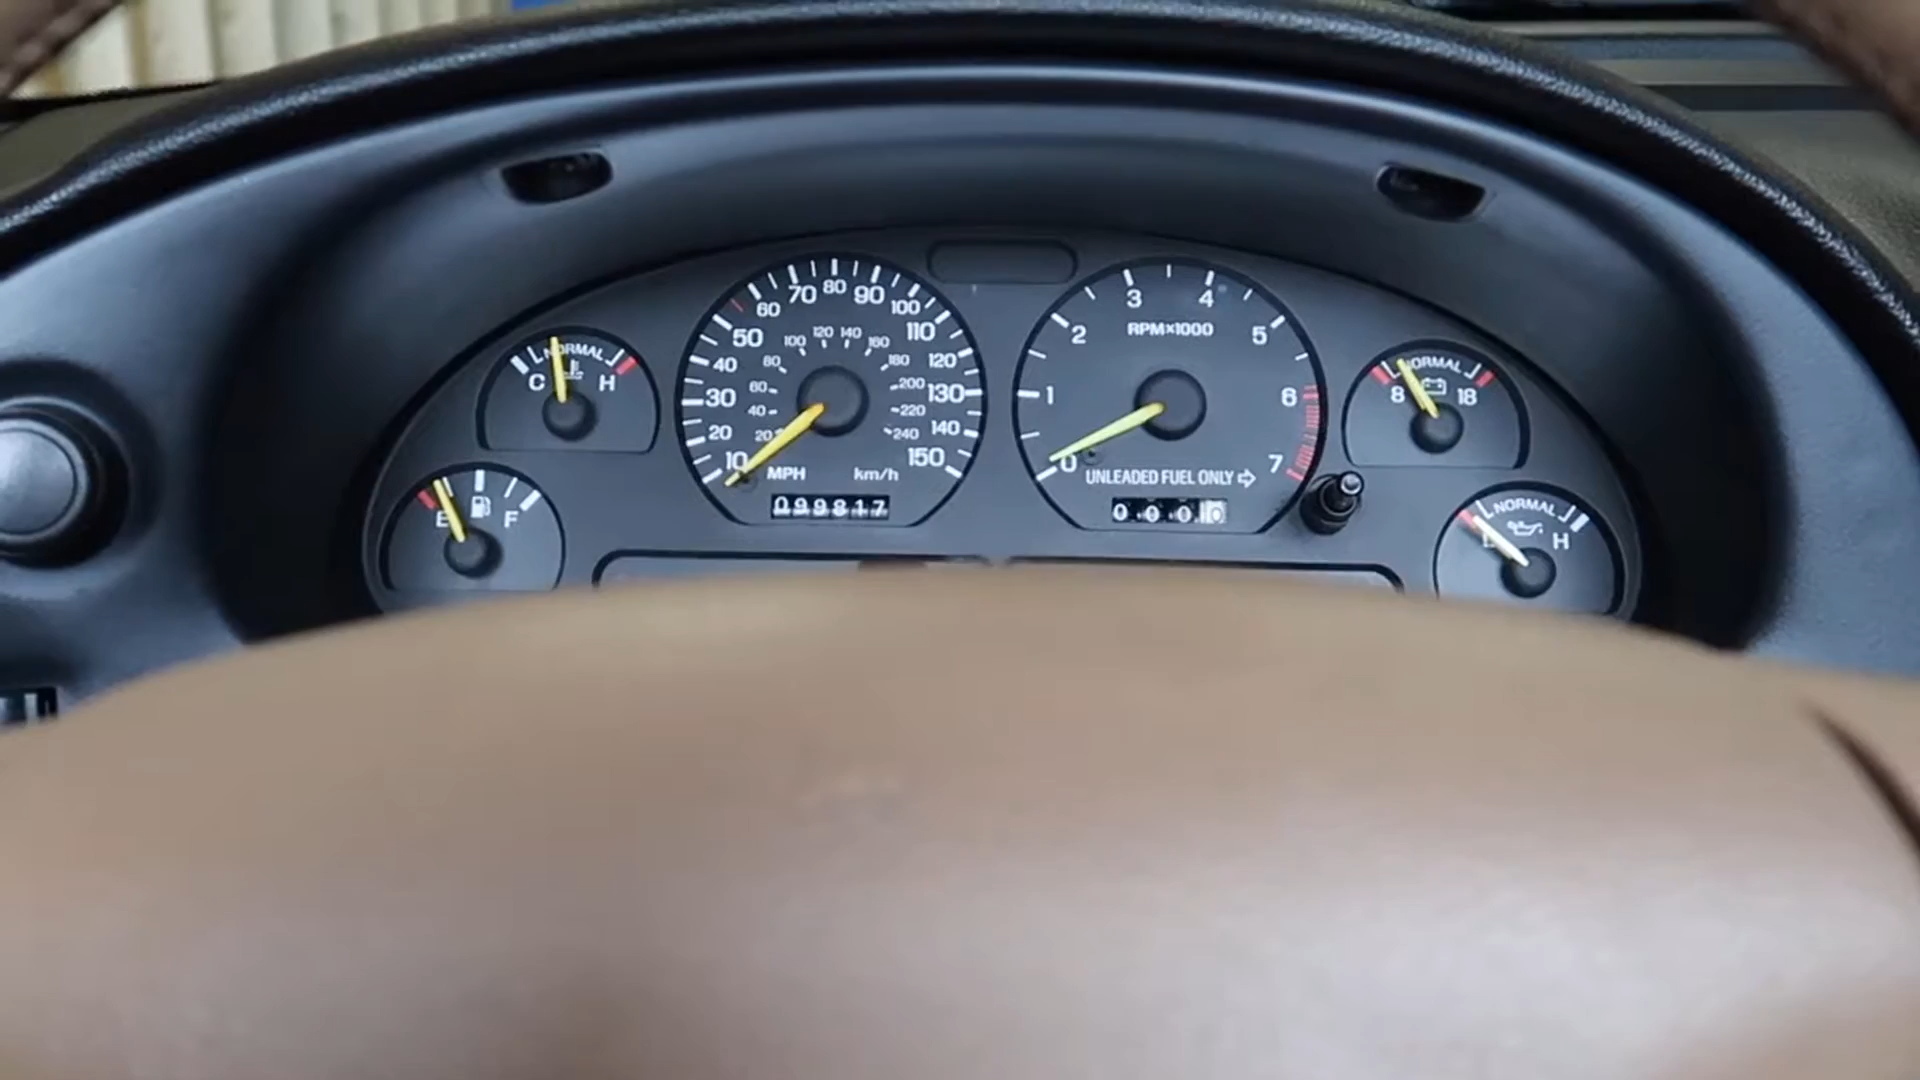 NORMAL
C H
E F
10 20 30 40 50 60 70 80 90 100 110 120 130 140 150
20 40 60 80 100 120 140 160 180 200 220 240
MPH km/h
099817
0 1 2 3 4 5 6 7
RPM×1000
UNLEADED FUEL ONLY
0000
NORMAL
8 18
NORMAL
L H